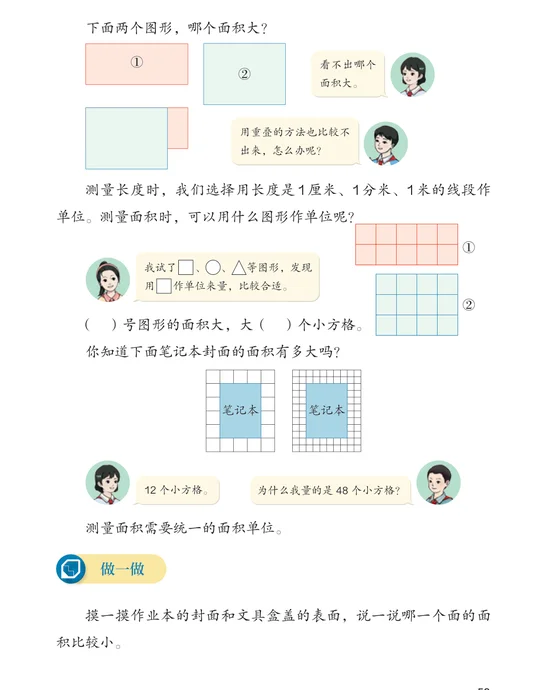 下面两个图形，哪个面积大？
①
②
看不出哪个
面积大。
用重叠的方法也比较不
出来，怎么办呢？
测量长度时，我们选择用长度是1厘米、1分米、1米的线段作
单位。测量面积时，可以用什么图形作单位呢？
①
我试了□、○、△等图形，发现
用□作单位来量，比较合适。
②
（ ）号图形的面积大，大（ ）个小方格。
你知道下面笔记本封面的面积有多大吗？
笔记本
笔记本
12个小方格。
为什么我量的是48个小方格？
测量面积需要统一的面积单位。
做一做
摸一摸作业本的封面和文具盒盖的表面，说一说哪一个面的面
积比较小。